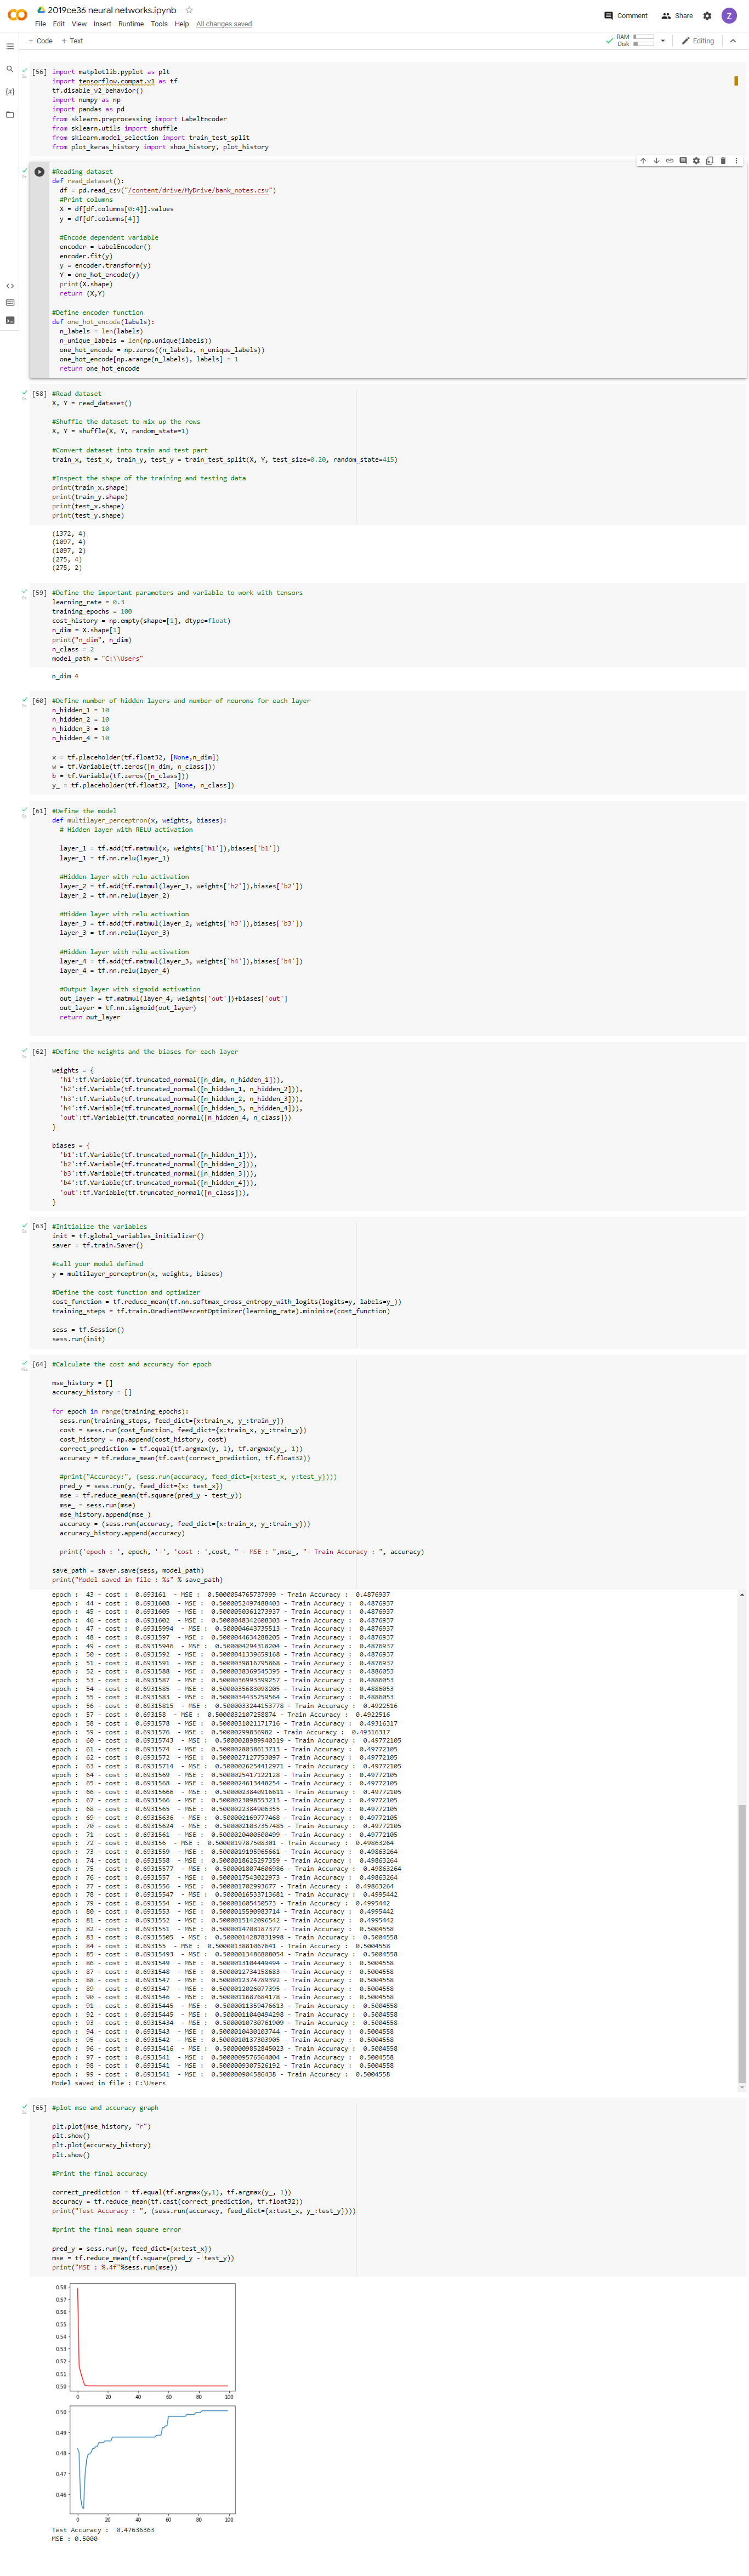 2019ce36 neural networks.ipynb
Comment
Share
Z
File Edit View Insert Runtime Tools Help All changes saved
+ Code + Text
RAM
Disk
Editing
[56] import matplotlib.pyplot as plt
import tensorflow.compat.v1 as tf
tf.disable_v2_behavior()
import numpy as np
import pandas as pd
from sklearn.preprocessing import LabelEncoder
from sklearn.utils import shuffle
from sklearn.model_selection import train_test_split
from plot_keras_history import show_history, plot_history
#Reading dataset
def read_dataset():
df = pd.read_csv("/content/drive/MyDrive/bank_notes.csv")
#Print columns
X = df[df.columns[0:4]].values
y = df[df.columns[4]]
#Encode dependent variable
encoder = LabelEncoder()
encoder.fit(y)
y = encoder.transform(y)
Y = one_hot_encode(y)
print(X.shape)
return (X,Y)
#Define encoder function
def one_hot_encode(labels):
n_labels = len(labels)
n_unique_labels = len(np.unique(labels))
one_hot_encode = np.zeros((n_labels, n_unique_labels))
one_hot_encode[np.arange(n_labels), labels] = 1
return one_hot_encode
[58] #Read dataset
X, Y = read_dataset()
#Shuffle the dataset to mix up the rows
X, Y = shuffle(X, Y, random_state=1)
#Convert dataset into train and test part
train_x, test_x, train_y, test_y = train_test_split(X, Y, test_size=0.20, random_state=415)
#Inspect the shape of the training and testing data
print(train_x.shape)
print(train_y.shape)
print(test_x.shape)
print(test_y.shape)
(1372, 4)
(1097, 4)
(1097, 2)
(275, 4)
(275, 2)
[59] #Define the important parameters and variable to work with tensors
learning_rate = 0.3
training_epochs = 100
cost_history = np.empty(shape=[1], dtype=float)
n_dim = X.shape[1]
print("n_dim", n_dim)
n_class = 2
model_path = "C:\\Users"
n_dim 4
[60] #Define number of hidden layers and number of neurons for each layer
n_hidden_1 = 10
n_hidden_2 = 10
n_hidden_3 = 10
n_hidden_4 = 10
x = tf.placeholder(tf.float32, [None,n_dim])
w = tf.Variable(tf.zeros([n_dim, n_class]))
b = tf.Variable(tf.zeros([n_class]))
y_ = tf.placeholder(tf.float32, [None, n_class])
[61] #Define the model
def multilayer_perceptron(x, weights, biases):
# Hidden layer with RELU activation
layer_1 = tf.add(tf.matmul(x, weights['h1']),biases['b1'])
layer_1 = tf.nn.relu(layer_1)
#Hidden layer with relu activation
layer_2 = tf.add(tf.matmul(layer_1, weights['h2']),biases['b2'])
layer_2 = tf.nn.relu(layer_2)
#Hidden layer with relu activation
layer_3 = tf.add(tf.matmul(layer_2, weights['h3']),biases['b3'])
layer_3 = tf.nn.relu(layer_3)
#Hidden layer with relu activation
layer_4 = tf.add(tf.matmul(layer_3, weights['h4']),biases['b4'])
layer_4 = tf.nn.relu(layer_4)
#Output layer with sigmoid activation
out_layer = tf.matmul(layer_4, weights['out'])+biases['out']
out_layer = tf.nn.sigmoid(out_layer)
return out_layer
[62] #Define the weights and the biases for each layer
weights = {
'h1':tf.Variable(tf.truncated_normal([n_dim, n_hidden_1])),
'h2':tf.Variable(tf.truncated_normal([n_hidden_1, n_hidden_2])),
'h3':tf.Variable(tf.truncated_normal([n_hidden_2, n_hidden_3])),
'h4':tf.Variable(tf.truncated_normal([n_hidden_3, n_hidden_4])),
'out':tf.Variable(tf.truncated_normal([n_hidden_4, n_class]))
}
biases = {
'b1':tf.Variable(tf.truncated_normal([n_hidden_1])),
'b2':tf.Variable(tf.truncated_normal([n_hidden_2])),
'b3':tf.Variable(tf.truncated_normal([n_hidden_3])),
'b4':tf.Variable(tf.truncated_normal([n_hidden_4])),
'out':tf.Variable(tf.truncated_normal([n_class])),
}
[63] #Initialize the variables
init = tf.global_variables_initializer()
saver = tf.train.Saver()
#call your model defined
y = multilayer_perceptron(x, weights, biases)
#Define the cost function and optimizer
cost_function = tf.reduce_mean(tf.nn.softmax_cross_entropy_with_logits(logits=y, labels=y_))
training_steps = tf.train.GradientDescentOptimizer(learning_rate).minimize(cost_function)
sess = tf.Session()
sess.run(init)
[64] #Calculate the cost and accuracy for epoch
mse_history = []
accuracy_history = []
for epoch in range(training_epochs):
sess.run(training_steps, feed_dict={x:train_x, y_:train_y})
cost = sess.run(cost_function, feed_dict={x:train_x, y_:train_y})
cost_history = np.append(cost_history, cost)
correct_prediction = tf.equal(tf.argmax(y, 1), tf.argmax(y_, 1))
accuracy = tf.reduce_mean(tf.cast(correct_prediction, tf.float32))
#print("Accuracy:", (sess.run(accuracy, feed_dict={x:test_x, y:test_y})))
pred_y = sess.run(y, feed_dict={x: test_x})
mse = tf.reduce_mean(tf.square(pred_y - test_y))
mse_ = sess.run(mse)
mse_history.append(mse_)
accuracy = (sess.run(accuracy, feed_dict={x:train_x, y_:train_y}))
accuracy_history.append(accuracy)
print('epoch : ', epoch, '-', 'cost : ',cost, " - MSE : ",mse_, "- Train Accuracy : ", accuracy)
save_path = saver.save(sess, model_path)
print("Model saved in file : %s" % save_path)
epoch : 43 - cost : 0.693161 - MSE : 0.5000054765737999 - Train Accuracy : 0.4876937
epoch : 44 - cost : 0.6931608 - MSE : 0.5000052497488403 - Train Accuracy : 0.4876937
epoch : 45 - cost : 0.6931605 - MSE : 0.5000050361273937 - Train Accuracy : 0.4876937
epoch : 46 - cost : 0.6931602 - MSE : 0.5000048342608303 - Train Accuracy : 0.4876937
epoch : 47 - cost : 0.69315994 - MSE : 0.500004643735513 - Train Accuracy : 0.4876937
epoch : 48 - cost : 0.6931597 - MSE : 0.5000044634288205 - Train Accuracy : 0.4876937
epoch : 49 - cost : 0.69315946 - MSE : 0.500004294318204 - Train Accuracy : 0.4876937
epoch : 50 - cost : 0.6931592 - MSE : 0.5000041339659168 - Train Accuracy : 0.4876937
epoch : 51 - cost : 0.6931591 - MSE : 0.5000039816795868 - Train Accuracy : 0.4876937
epoch : 52 - cost : 0.6931588 - MSE : 0.5000038369545395 - Train Accuracy : 0.4886053
epoch : 53 - cost : 0.6931587 - MSE : 0.5000036993399257 - Train Accuracy : 0.4886053
epoch : 54 - cost : 0.6931585 - MSE : 0.5000035683098205 - Train Accuracy : 0.4886053
epoch : 55 - cost : 0.6931583 - MSE : 0.5000034435259564 - Train Accuracy : 0.4886053
epoch : 56 - cost : 0.69315815 - MSE : 0.5000033244153778 - Train Accuracy : 0.4922516
epoch : 57 - cost : 0.693158 - MSE : 0.5000032107258874 - Train Accuracy : 0.4922516
epoch : 58 - cost : 0.6931578 - MSE : 0.5000031021171716 - Train Accuracy : 0.49316317
epoch : 59 - cost : 0.6931576 - MSE : 0.50000299836982 - Train Accuracy : 0.49316317
epoch : 60 - cost : 0.69315743 - MSE : 0.5000028989940319 - Train Accuracy : 0.49772105
epoch : 61 - cost : 0.6931574 - MSE : 0.5000028038613713 - Train Accuracy : 0.49772105
epoch : 62 - cost : 0.6931572 - MSE : 0.5000027127753097 - Train Accuracy : 0.49772105
epoch : 63 - cost : 0.69315714 - MSE : 0.5000026254412971 - Train Accuracy : 0.49772105
epoch : 64 - cost : 0.6931569 - MSE : 0.5000025417122128 - Train Accuracy : 0.49772105
epoch : 65 - cost : 0.6931568 - MSE : 0.5000024613448254 - Train Accuracy : 0.49772105
epoch : 66 - cost : 0.69315666 - MSE : 0.5000023840916611 - Train Accuracy : 0.49772105
epoch : 67 - cost : 0.6931566 - MSE : 0.5000023098553213 - Train Accuracy : 0.49772105
epoch : 68 - cost : 0.6931565 - MSE : 0.5000022384906355 - Train Accuracy : 0.49772105
epoch : 69 - cost : 0.69315636 - MSE : 0.500002169777468 - Train Accuracy : 0.49772105
epoch : 70 - cost : 0.69315624 - MSE : 0.5000021037357485 - Train Accuracy : 0.49772105
epoch : 71 - cost : 0.6931561 - MSE : 0.5000020400500499 - Train Accuracy : 0.49772105
epoch : 72 - cost : 0.693156 - MSE : 0.5000019787508301 - Train Accuracy : 0.49863264
epoch : 73 - cost : 0.6931559 - MSE : 0.5000019195965661 - Train Accuracy : 0.49863264
epoch : 74 - cost : 0.6931558 - MSE : 0.5000018625297359 - Train Accuracy : 0.49863264
epoch : 75 - cost : 0.69315577 - MSE : 0.5000018074606986 - Train Accuracy : 0.49863264
epoch : 76 - cost : 0.6931557 - MSE : 0.500001754302973 - Train Accuracy : 0.49863264
epoch : 77 - cost : 0.6931556 - MSE : 0.500001702993677 - Train Accuracy : 0.49863264
epoch : 78 - cost : 0.69315547 - MSE : 0.5000016533713681 - Train Accuracy : 0.4995442
epoch : 79 - cost : 0.6931554 - MSE : 0.500001605450573 - Train Accuracy : 0.4995442
epoch : 80 - cost : 0.6931553 - MSE : 0.5000015590983714 - Train Accuracy : 0.4995442
epoch : 81 - cost : 0.6931552 - MSE : 0.5000015142096542 - Train Accuracy : 0.4995442
epoch : 82 - cost : 0.6931551 - MSE : 0.5000014708187377 - Train Accuracy : 0.5004558
epoch : 83 - cost : 0.69315505 - MSE : 0.5000014287831998 - Train Accuracy : 0.5004558
epoch : 84 - cost : 0.693155 - MSE : 0.500001388106764​1 - Train Accuracy : 0.5004558
epoch : 85 - cost : 0.69315493 - MSE : 0.5000013486808054 - Train Accuracy : 0.5004558
epoch : 86 - cost : 0.6931549 - MSE : 0.5000013104449494 - Train Accuracy : 0.5004558
epoch : 87 - cost : 0.693148 - MSE : 0.5000012734158683 - Train Accuracy : 0.5004558
epoch : 88 - cost : 0.6931547 - MSE : 0.5000012374789392 - Train Accuracy : 0.5004558
epoch : 89 - cost : 0.6931547 - MSE : 0.5000012026077395 - Train Accuracy : 0.5004558
epoch : 90 - cost : 0.6931546 - MSE : 0.5000011687684178 - Train Accuracy : 0.5004558
epoch : 91 - cost : 0.69315445 - MSE : 0.5000011359476613 - Train Accuracy : 0.5004558
epoch : 92 - cost : 0.69315445 - MSE : 0.5000011040494298 - Train Accuracy : 0.5004558
epoch : 93 - cost : 0.69315434 - MSE : 0.5000010730761909 - Train Accuracy : 0.5004558
epoch : 94 - cost : 0.6931543 - MSE : 0.5000010430103744 - Train Accuracy : 0.5004558
epoch : 95 - cost : 0.6931542 - MSE : 0.5000010137303905 - Train Accuracy : 0.5004558
epoch : 96 - cost : 0.69315416 - MSE : 0.5000009852845023 - Train Accuracy : 0.5004558
epoch : 97 - cost : 0.6931541 - MSE : 0.5000009576564004 - Train Accuracy : 0.5004558
epoch : 98 - cost : 0.6931541 - MSE : 0.5000009307526192 - Train Accuracy : 0.5004558
epoch : 99 - cost : 0.6931541 - MSE : 0.500000904586438 - Train Accuracy : 0.5004558
Model saved in file : C:\Users
[65] #plot mse and accuracy graph
plt.plot(mse_history, "r")
plt.show()
plt.plot(accuracy_history)
plt.show()
#Print the final accuracy
correct_prediction = tf.equal(tf.argmax(y,1), tf.argmax(y_, 1))
accuracy = tf.reduce_mean(tf.cast(correct_prediction, tf.float32))
print("Test Accuracy : ", (sess.run(accuracy, feed_dict={x:test_x, y_:test_y})))
#print the final mean square error
pred_y = sess.run(y, feed_dict={x:test_x})
mse = tf.reduce_mean(tf.square(pred_y - test_y))
print("MSE : %.4f"%sess.run(mse))
0.58
0.57
0.56
0.55
0.54
0.53
0.52
0.51
0.50
0 20 40 60 80 100
0.50
0.49
0.48
0.47
0.46
0 20 40 60 80 100
Test Accuracy : 0.47636363
MSE : 0.5000